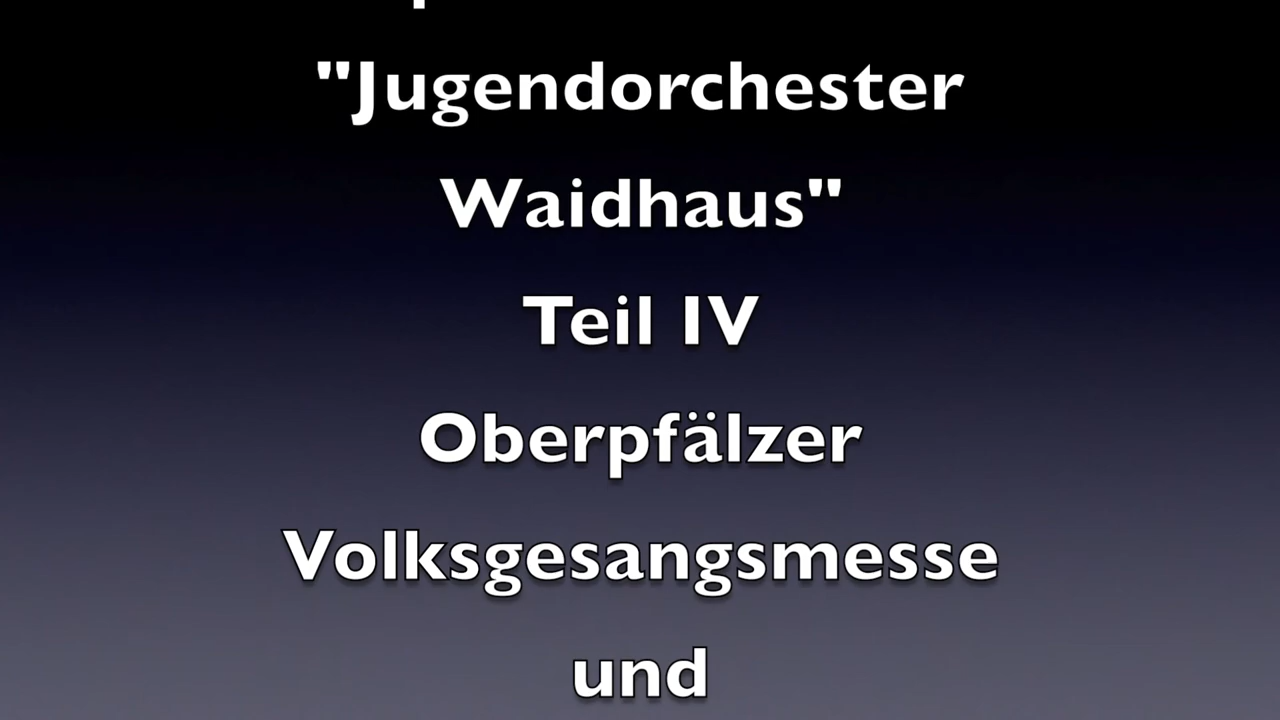 "Jugendorchester
Waidhaus"
Teil IV
Oberpfälzer
Volksgesangsmesse
und